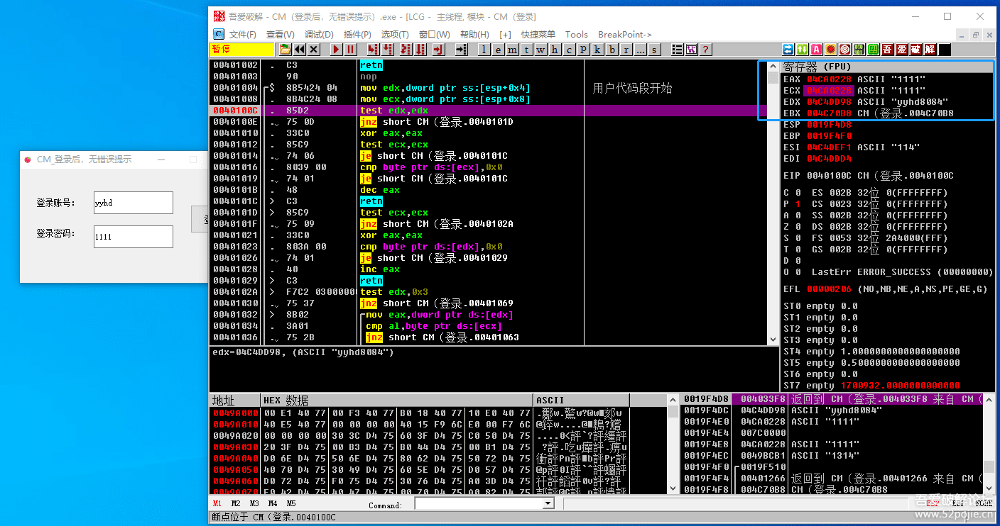 吾愛破解 - CM（登录后，无错误提示）.exe - [LCG - 主线程, 模块 - CM（登录]
文件(F) 查看(V) 调试(D) 插件(P) 选项(T) 窗口(W) 帮助(H) [+] 快捷菜单 Tools BreakPoint->
暂停 l e m t w h c p k b r ... s ? 吾 爱 破 解
CM_登录后，无错误提示
登录账号： yyhd
登录密码： 1111
00401002 . C3 retn
00401003 90 nop
00401004 $ 8B5424 04 mov edx,dword ptr ss:[esp+0x4] 用户代码段开始
00401008 . 8B4C24 08 mov ecx,dword ptr ss:[esp+0x8]
0040100C . 85D2 test edx,edx
0040100E . 75 0D jnz short CM（登录.0040101D
00401010 . 33C0 xor eax,eax
00401012 . 85C9 test ecx,ecx
00401014 . 74 06 je short CM（登录.0040101C
00401016 . 8039 00 cmp byte ptr ds:[ecx],0x0
00401019 . 74 01 je short CM（登录.0040101C
0040101B . 48 dec eax
0040101C > C3 retn
0040101D > 85C9 test ecx,ecx
0040101F . 75 09 jnz short CM（登录.0040102A
00401021 . 33C0 xor eax,eax
00401023 . 803A 00 cmp byte ptr ds:[edx],0x0
00401026 . 74 01 je short CM（登录.00401029
00401028 . 40 inc eax
00401029 > C3 retn
0040102A > F7C2 0300000 test edx,0x3
00401030 . 75 37 jnz short CM（登录.00401069
00401032 > 8B02 mov eax,dword ptr ds:[edx]
00401034 . 3A01 cmp al,byte ptr ds:[ecx]
00401036 . 75 2B jnz short CM（登录.00401063
edx=04C4DD98, (ASCII "yyhd8084")
寄存器 (FPU)
EAX 04CA0228 ASCII "1111"
ECX 04CA0228 ASCII "1111"
EDX 04C4DD98 ASCII "yyhd8084"
EBX 004C70B8 CM（登录.004C70B8
ESP 0019F4D8
EBP 0019F4F0
ESI 04C4DEF1 ASCII "114"
EDI 04C4DDD4
EIP 0040100C CM（登录.0040100C
C 0 ES 002B 32位 0(FFFFFFFF)
P 1 CS 0023 32位 0(FFFFFFFF)
A 0 SS 002B 32位 0(FFFFFFFF)
Z 0 DS 002B 32位 0(FFFFFFFF)
S 0 FS 0053 32位 2A4000(FFF)
T 0 GS 002B 32位 0(FFFFFFFF)
D 0
O 0 LastErr ERROR_SUCCESS (00000000)
EFL 00000206 (NO,NB,NE,A,NS,PE,GE,G)
ST0 empty 0.0
ST1 empty 0.0
ST2 empty 0.0
ST3 empty 0.0
ST4 empty 1.0000000000000000000
ST5 empty 0.5000000000000000000
ST6 empty 0.0
ST7 empty 1700932.0000000000000
地址 HEX 数据 ASCII
0049A000 00 E1 40 77 00 F3 40 77 B0 18 40 77 10 E0 40 77
0049A010 40 E5 40 77 00 00 00 00 40 15 F9 6C E0 00 F7 6C
0049A020 00 00 00 00 30 3C D4 75 60 3F D4 75 C0 50 D4 75
0049A030 20 3F D4 75 00 B3 D4 75 B0 44 D4 75 00 B1 D4 75
0049A040 D0 6E D4 75 50 6E D4 75 80 62 D4 75 50 72 D4 75
0049A050 40 70 D4 75 30 49 D4 75 60 5E D4 75 D0 57 D4 75
0049A060 D0 72 D4 75 F0 75 D4 75 30 76 D4 75 A0 3D D4 75
0049A070 E0 42 D4 75 40 47 D4 75 00 70 D4 75 A0 82 D4 75
0019F4D8 004033F8 返回到 CM（登录.004033F8 来自 CM（
0019F4DC 04C4DD98 ASCII "yyhd8084"
0019F4E0 04CA0228 ASCII "1111"
0019F4E4 007C0000
0019F4E8 04CA0228 ASCII "1111"
0019F4EC 0049BCB1 ASCII "1314"
0019F4F0 0019F510
0019F4F4 00401266 返回到 CM（登录.00401266 来自 CM（
0019F4F8 004C70B8 CM（登录.004C70B8
M1 M2 M3 M4 M5 Command: ESP EBP NONE
断点位于 CM（登录.0040100C
吾爱破解论坛
www.52pojie.cn